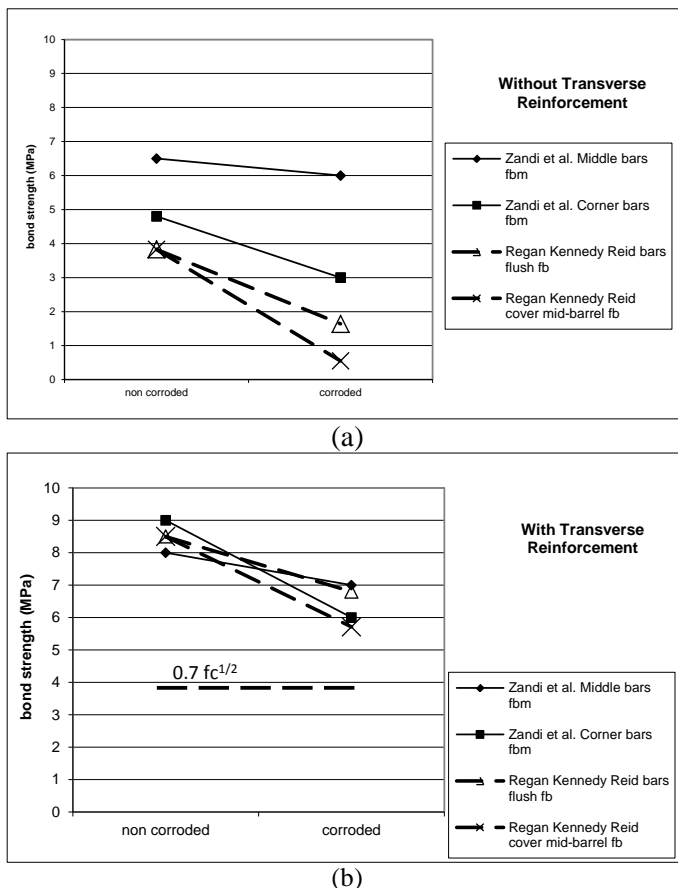 10
9
8
7
6
5
4
3
2
1
0
bond strength (MPa)
non corroded
corroded
Without Transverse
Reinforcement
Zandi et al. Middle bars
fbm
Zandi et al. Corner bars
fbm
Regan Kennedy Reid bars
flush fb
Regan Kennedy Reid
cover mid-barrel fb
(a)
10
9
8
7
6
5
4
3
2
1
0
bond strength (MPa)
0.7 fc1/2
non corroded
corroded
With Transverse
Reinforcement
Zandi et al. Middle bars
fbm
Zandi et al. Corner bars
fbm
Regan Kennedy Reid bars
flush fb
Regan Kennedy Reid
cover mid-barrel fb
(b)